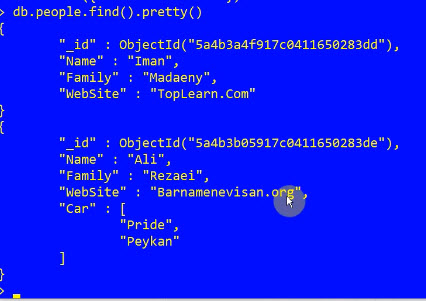 > db.people.find().pretty()
{
"_id" : ObjectId("5a4b3a4f917c0411650283dd"),
"Name" : "Iman",
"Family" : "Madaeny",
"WebSite" : "TopLearn.Com"
}
{
"_id" : ObjectId("5a4b3b05917c0411650283de"),
"Name" : "Ali",
"Family" : "Rezaei",
"WebSite" : "Barnamenevisan.org",
"Car" : [
"Pride",
"Peykan"
]
}
>